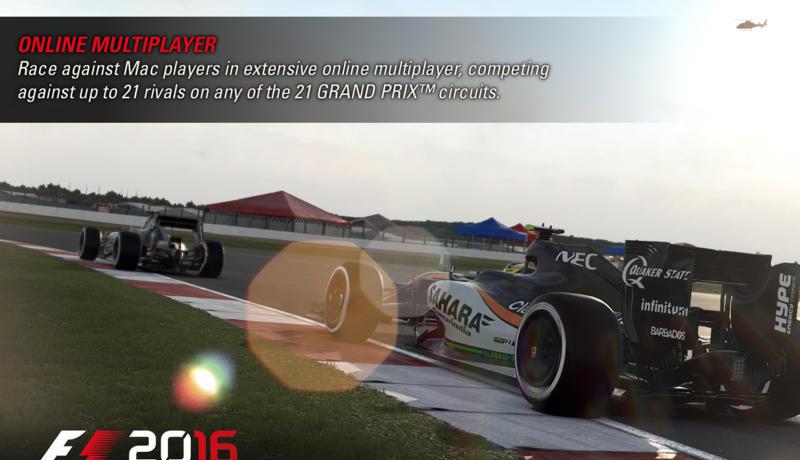 ONLINE MULTIPLAYER
Race against Mac players in extensive online multiplayer, competing
against up to 21 rivals on any of the 21 GRAND PRIX™ circuits.
NEC
QUAKER STATE
infinitum
BARBADOS
HYPE
ENERGY
SAHARA
F1 2016